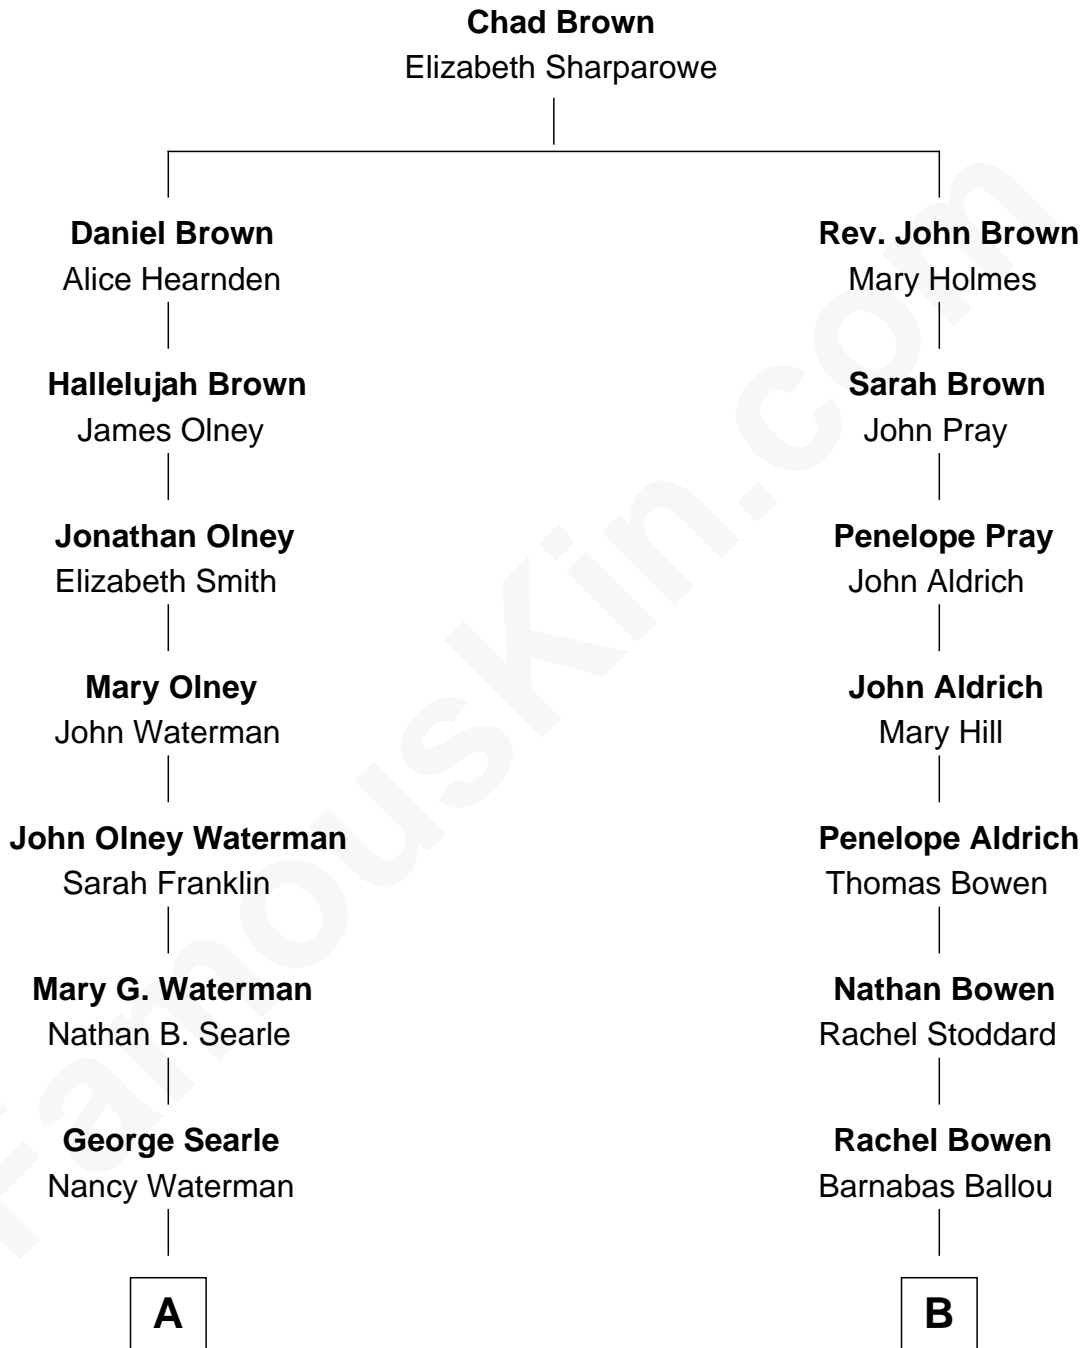 Chad Brown
Elizabeth Sharparowe
Daniel Brown
Alice Hearnden
Rev. John Brown
Mary Holmes
Hallelujah Brown
James Olney
Sarah Brown
John Pray
Jonathan Olney
Elizabeth Smith
Penelope Pray
John Aldrich
Mary Olney
John Waterman
John Aldrich
Mary Hill
John Olney Waterman
Sarah Franklin
Penelope Aldrich
Thomas Bowen
Mary G. Waterman
Nathan B. Searle
Nathan Bowen
Rachel Stoddard
George Searle
Nancy Waterman
Rachel Bowen
Barnabas Ballou
A
B
FamousKin.com